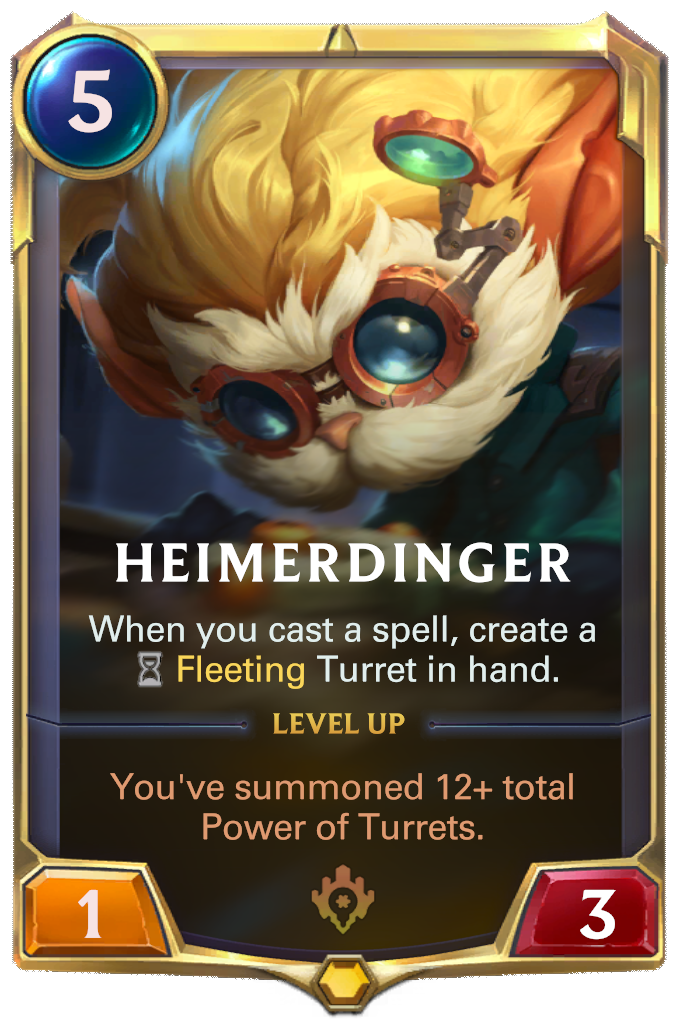 5
HEIMERDINGER
When you cast a spell, create a
Fleeting Turret in hand.
LEVEL UP
You've summoned 12+ total
Power of Turrets.
1
3